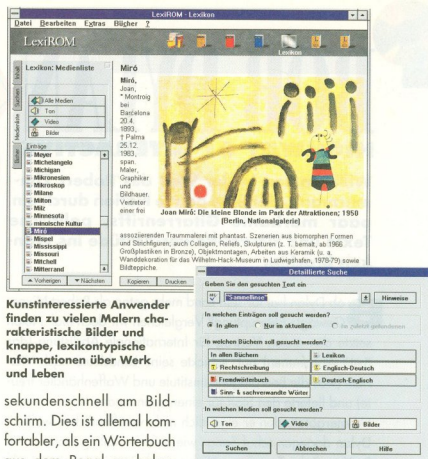 LexiROM - Lexikon
Datei Bearbeiten Extras Bücher ?
LexiROM
Lexikon
Inhalt
Suchen
Medienliste
Lexikon: Medienliste
Alle Medien
Ton
Video
Bilder
Einträge
Meyer
Michelangelo
Michigan
Mikronesien
Mikroskop
Milane
Milton
Milz
Minnesota
minoische Kultur
Miró
Mispel
Mississippi
Missouri
Mitchell
Mitterrand
Vorherigen
Nächsten
Miró
Miró,
Joan,
* Montroig
bei
Barcelona
20.4.
1893,
† Palma
25.12.
1983,
span.
Maler,
Graphiker
und
Bildhauer.
Vertreter
einer frei
Joan Miró: Die kleine Blonde im Park der Attraktionen; 1950
(Berlin, Nationalgalerie)
assoziierenden Traummalerei mit phantast. Szenerien aus biomorphen Formen
und Strichfiguren; auch Collagen, Reliefs, Skulpturen (z. T. bemalt, ab 1966
Großplastiken in Bronze), Objektmontagen, Arbeiten aus Keramik (u. a.
Wanddekoration für das Wilhelm-Hack-Museum in Ludwigshafen, 1978-79) sowie
Bildteppiche.
Kopieren
Drucken
Kunstinteressierte Anwender
finden zu vielen Malern cha-
rakteristische Bilder und
knappe, lexikontypische
Informationen über Werk
und Leben
sekundenschnell am Bild-
schirm. Dies ist allemal kom-
fortabler, als ein Wörterbuch
Detaillierte Suche
Geben Sie den gesuchten Text ein
"Sammellinse"
Hinweise
In welchen Einträgen soll gesucht werden?
In allen
Nur im aktuellen
In welchen Büchern soll gesucht werden?
In allen Büchern
Lexikon
Rechtschreibung
Englisch-Deutsch
Fremdwörterbuch
Deutsch-Englisch
Sinn- & sachverwandte Wörter
In welchen Medien soll gesucht werden?
Ton
Video
Bilder
Suchen
Abbrechen
Hilfe